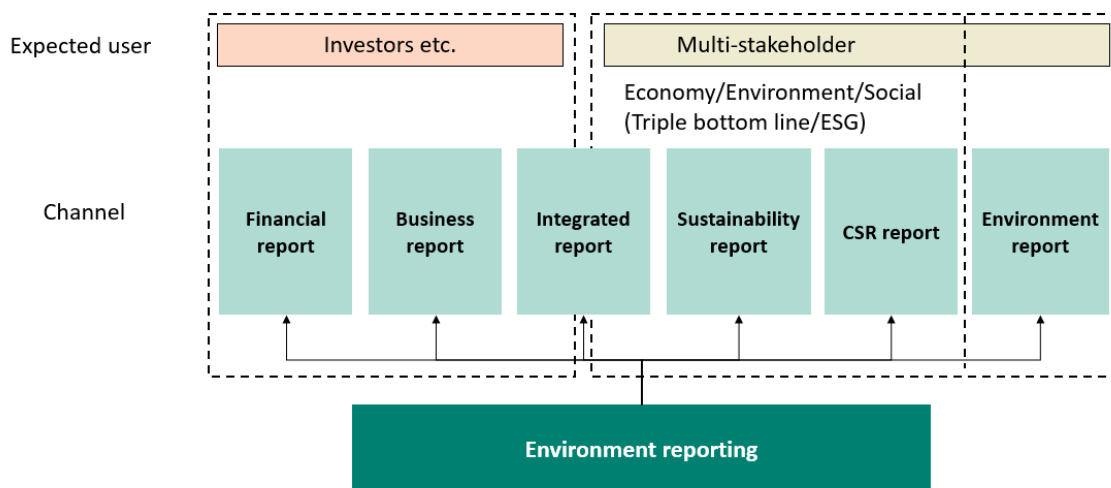 Expected user
Investors etc.
Multi-stakeholder
Economy/Environment/Social
(Triple bottom line/ESG)
Channel
Financial
report
Business
report
Integrated
report
Sustainability
report
CSR report
Environment
report
Environment reporting